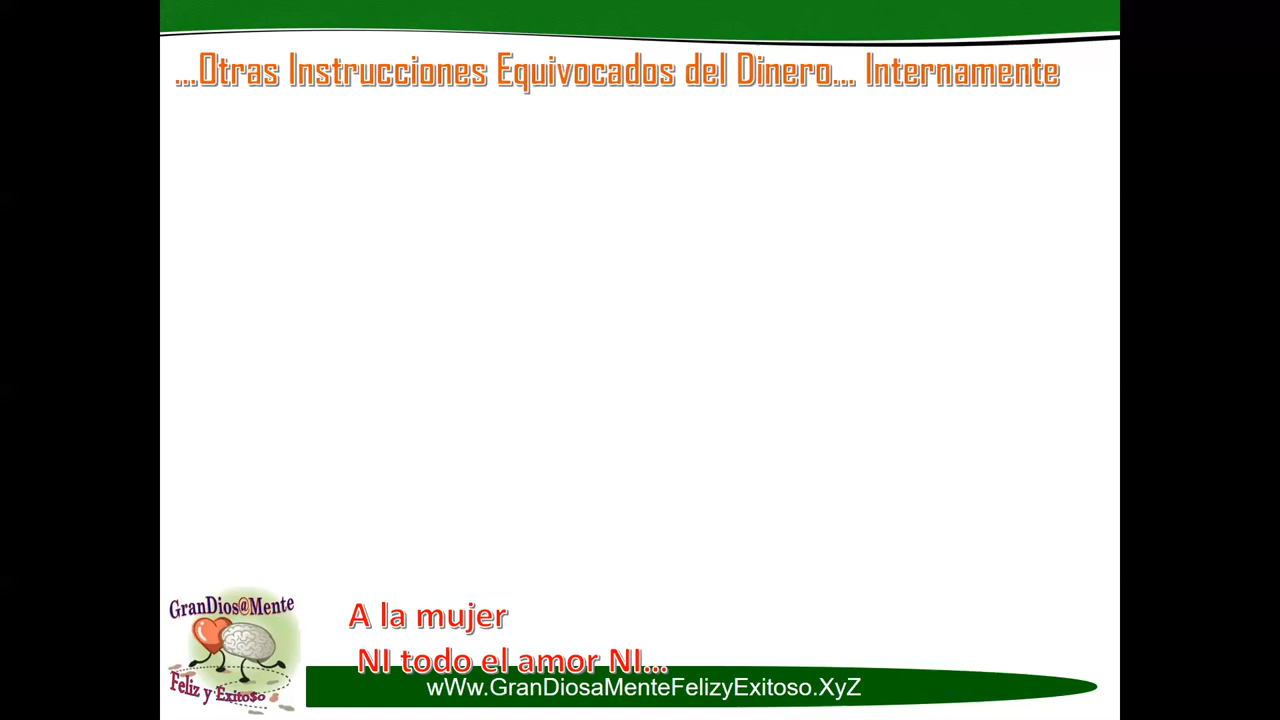 ...Otras Instrucciones Equivocados del Dinero... Internamente
GranDios@Mente
Feliz y Exito$o
A la mujer
NI todo el amor NI...
wWw.GranDiosaMenteFelizyExitoso.XyZ